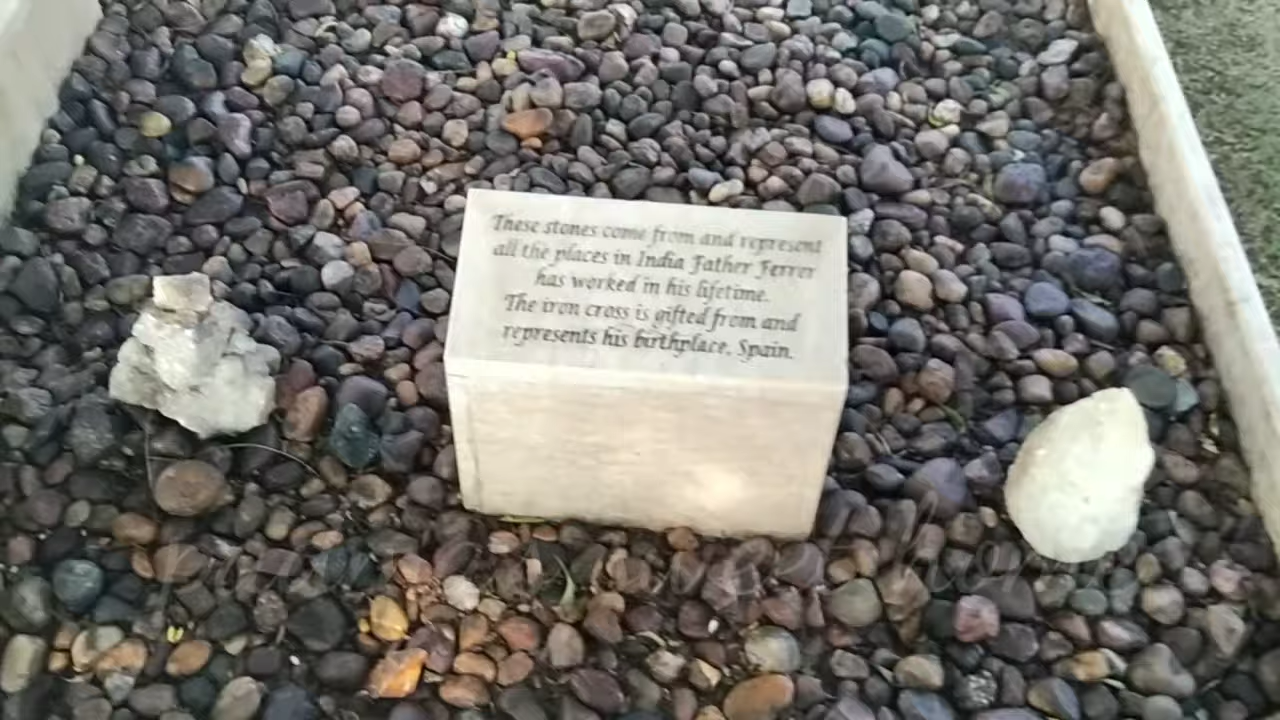 These stones come from and represent
all the places in India Father Ferrer
has worked in his lifetime.
The iron cross is gifted from and
represents his birthplace, Spain.